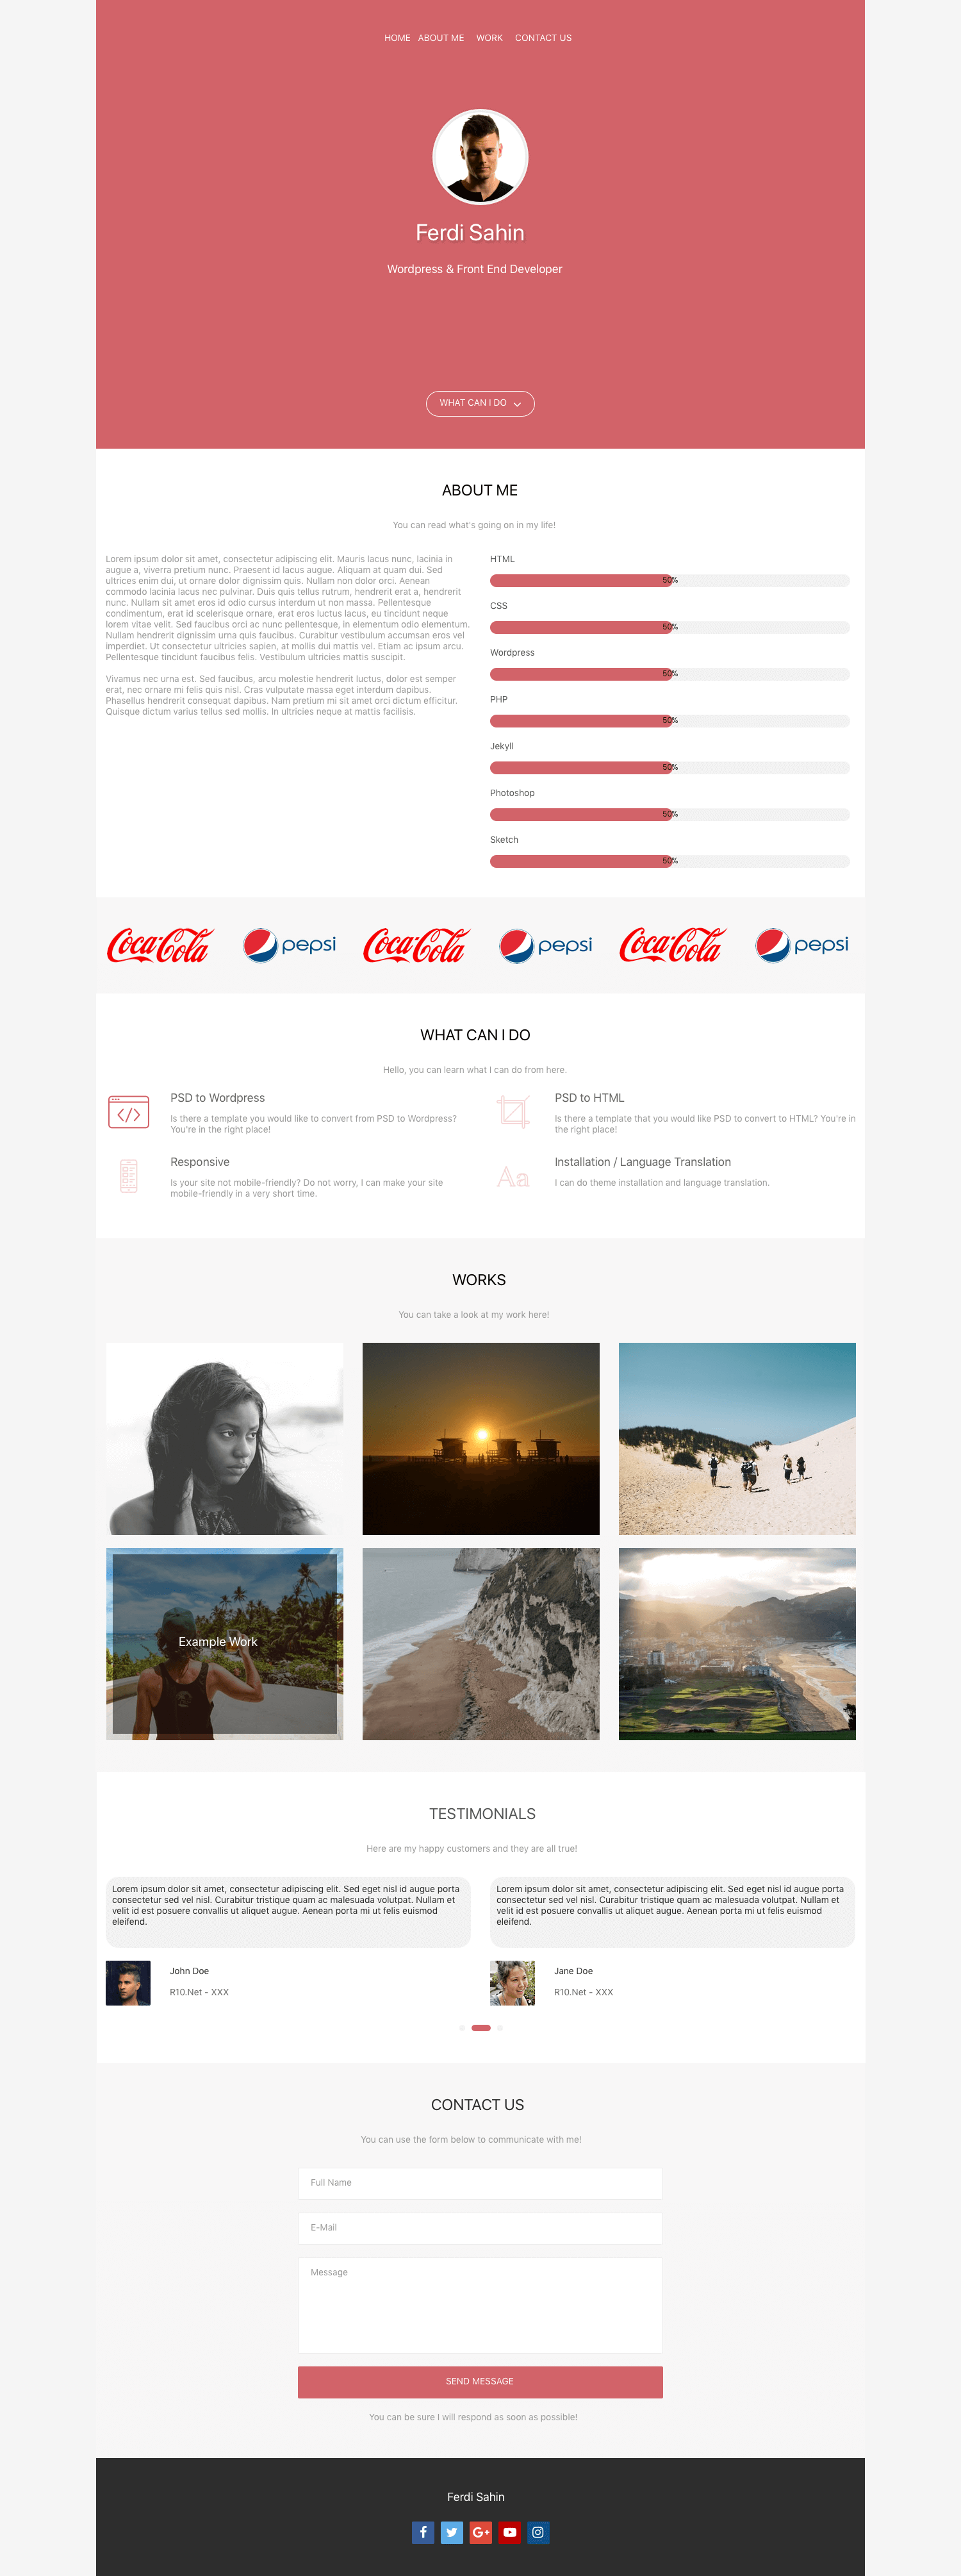 HOME ABOUT ME WORK CONTACT US
Ferdi Sahin
Wordpress & Front End Developer
WHAT CAN I DO
ABOUT ME
You can read what's going on in my life!
Lorem ipsum dolor sit amet, consectetur adipiscing elit. Mauris lacus nunc, lacinia in
augue a, viverra pretium nunc. Praesent id lacus augue. Aliquam at quam dui. Sed
ultrices enim dui, ut ornare dolor dignissim quis. Nullam non dolor orci. Aenean
commodo lacinia lacus nec pulvinar. Duis quis tellus rutrum, hendrerit erat a, hendrerit
nunc. Nullam sit amet eros id odio cursus interdum ut non massa. Pellentesque
condimentum, erat id scelerisque ornare, erat eros luctus lacus, eu tincidunt neque
lorem vitae velit. Sed faucibus orci ac nunc pellentesque, in elementum odio elementum.
Nullam hendrerit dignissim urna quis faucibus. Curabitur vestibulum accumsan eros vel
imperdiet. Ut consectetur ultricies sapien, at mollis dui mattis vel. Etiam ac ipsum arcu.
Pellentesque tincidunt faucibus felis. Vestibulum ultricies mattis suscipit.
Vivamus nec urna est. Sed faucibus, arcu molestie hendrerit luctus, dolor est semper
erat, nec ornare mi felis quis nisl. Cras vulputate massa eget interdum dapibus.
Phasellus hendrerit consequat dapibus. Nam pretium mi sit amet orci dictum efficitur.
Quisque dictum varius tellus sed mollis. In ultricies neque at mattis facilisis.
HTML
50%
CSS
50%
Wordpress
50%
PHP
50%
Jekyll
50%
Photoshop
50%
Sketch
50%
Coca-Cola pepsi Coca-Cola pepsi Coca-Cola pepsi
WHAT CAN I DO
Hello, you can learn what I can do from here.
PSD to Wordpress
Is there a template you would like to convert from PSD to Wordpress?
You're in the right place!
PSD to HTML
Is there a template that you would like PSD to convert to HTML? You're in
the right place!
Responsive
Is your site not mobile-friendly? Do not worry, I can make your site
mobile-friendly in a very short time.
Aa
Installation / Language Translation
I can do theme installation and language translation.
WORKS
You can take a look at my work here!
Example Work
TESTIMONIALS
Here are my happy customers and they are all true!
Lorem ipsum dolor sit amet, consectetur adipiscing elit. Sed eget nisl id augue porta
consectetur sed vel nisl. Curabitur tristique quam ac malesuada volutpat. Nullam et
velit id est posuere convallis ut aliquet augue. Aenean porta mi ut felis euismod
eleifend.
John Doe
R10.Net - XXX
Lorem ipsum dolor sit amet, consectetur adipiscing elit. Sed eget nisl id augue porta
consectetur sed vel nisl. Curabitur tristique quam ac malesuada volutpat. Nullam et
velit id est posuere convallis ut aliquet augue. Aenean porta mi ut felis euismod
eleifend.
Jane Doe
R10.Net - XXX
CONTACT US
You can use the form below to communicate with me!
Full Name
E-Mail
Message
SEND MESSAGE
You can be sure I will respond as soon as possible!
Ferdi Sahin
f G+